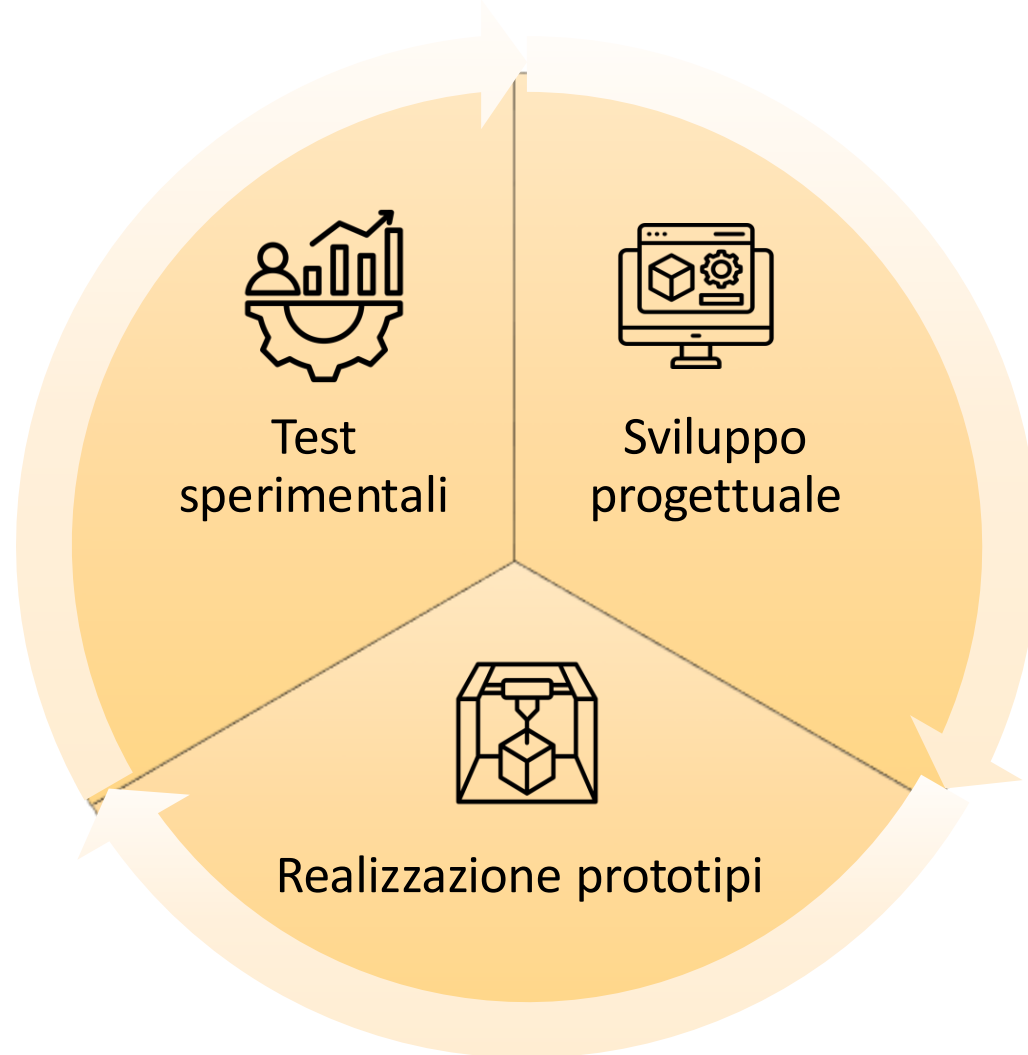 Test
sperimentali
Sviluppo
progettuale
Realizzazione prototipi